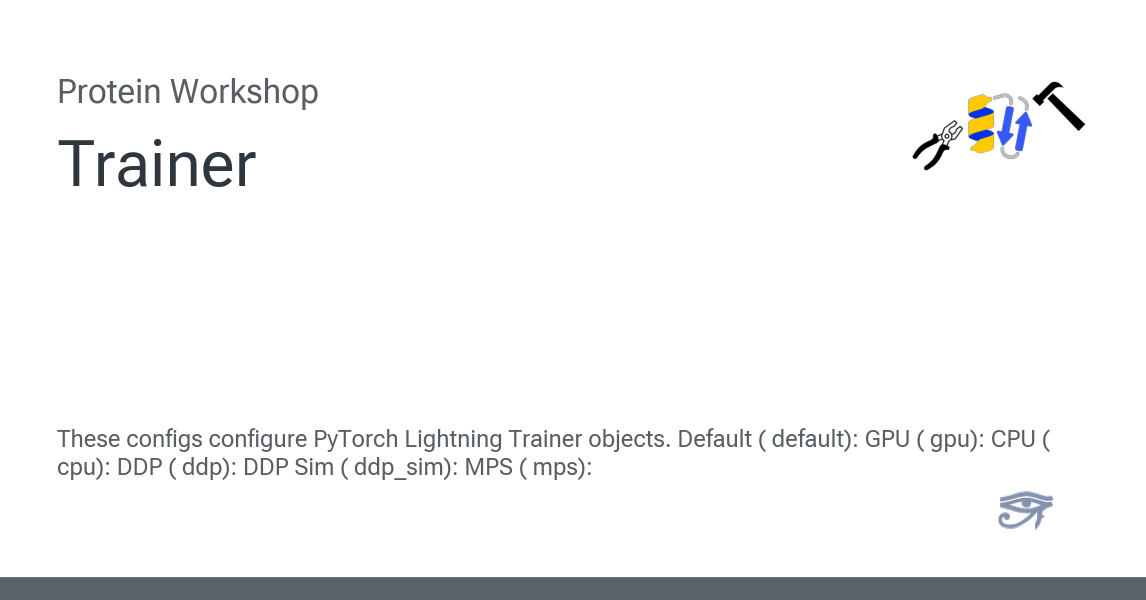 Protein Workshop
Trainer
These configs configure PyTorch Lightning Trainer objects. Default ( default): GPU ( gpu): CPU (
cpu): DDP ( ddp): DDP Sim ( ddp_sim): MPS ( mps):